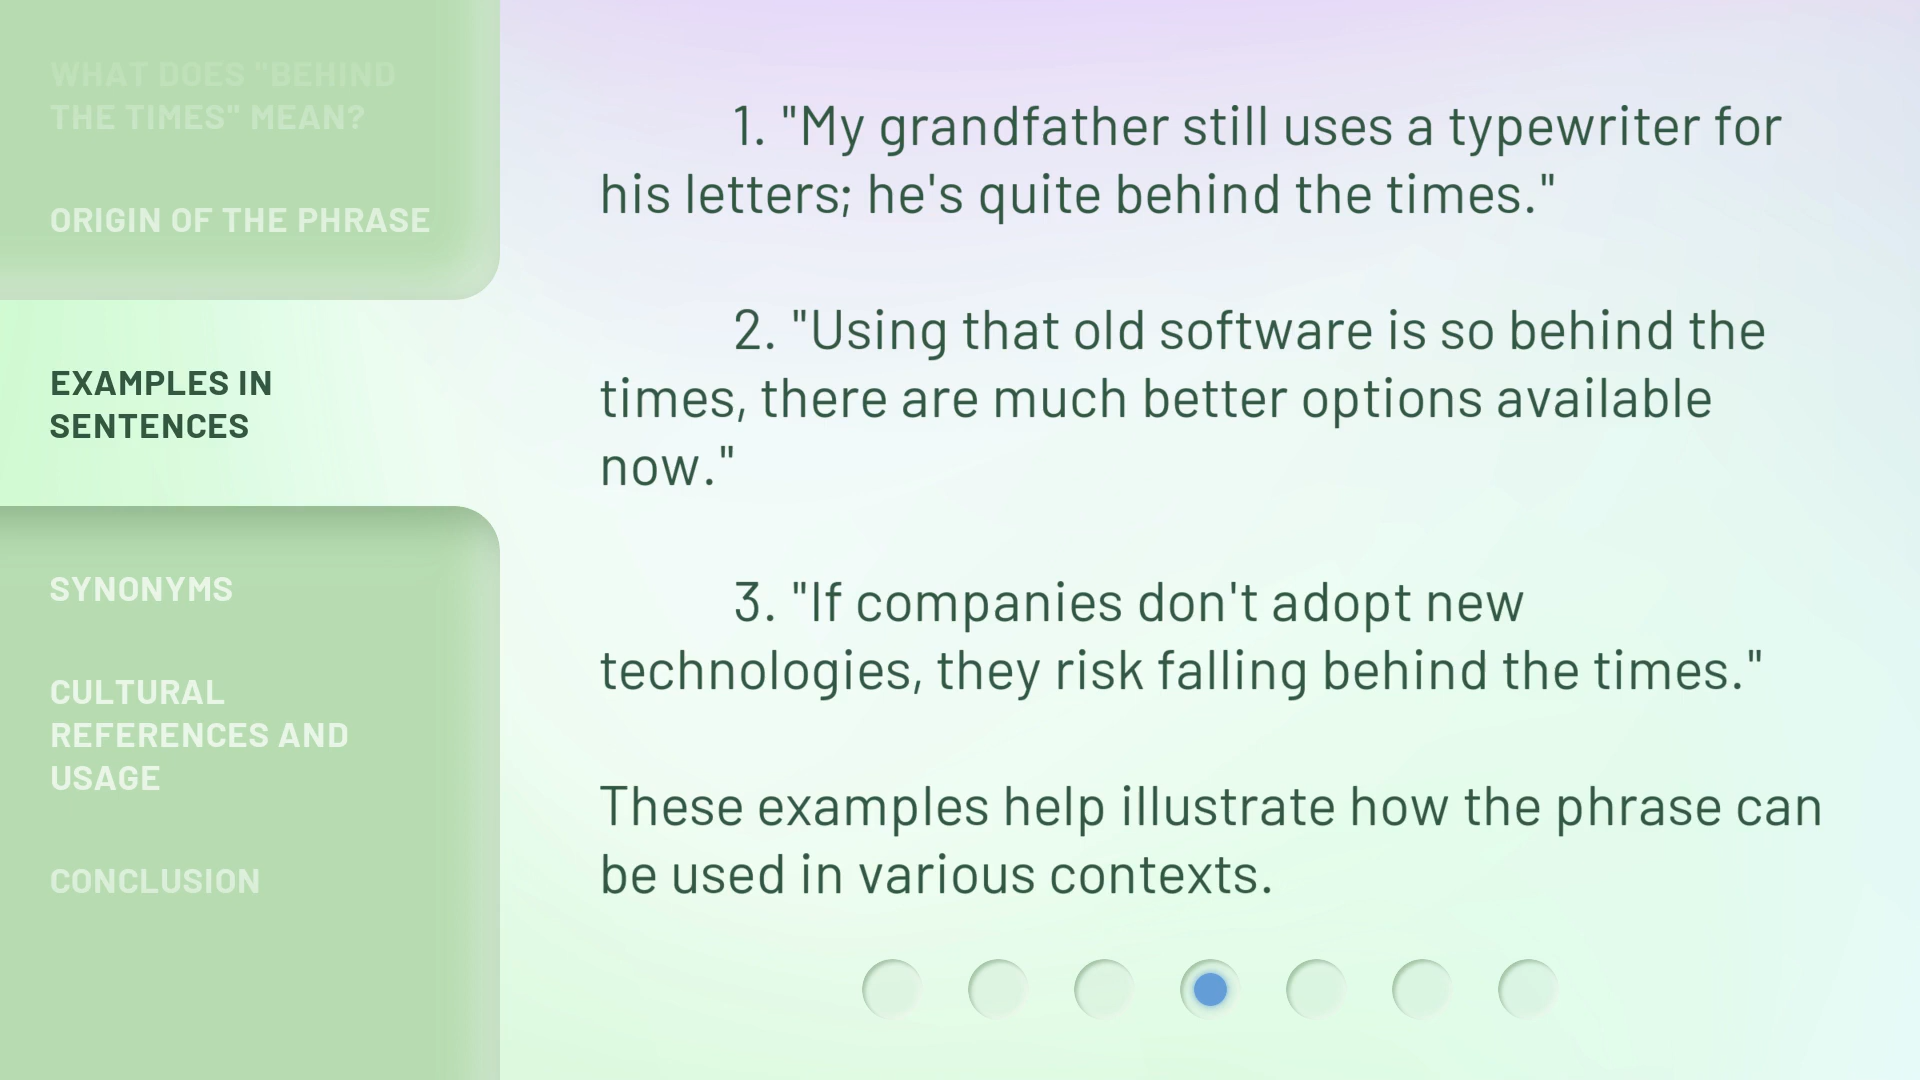 WHAT DOES "BEHIND
THE TIMES" MEAN?
ORIGIN OF THE PHRASE
EXAMPLES IN
SENTENCES
SYNONYMS
CULTURAL
REFERENCES AND
USAGE
CONCLUSION
1. "My grandfather still uses a typewriter for
his letters; he's quite behind the times."
2. "Using that old software is so behind the
times, there are much better options available
now."
3. "If companies don't adopt new
technologies, they risk falling behind the times."
These examples help illustrate how the phrase can
be used in various contexts.